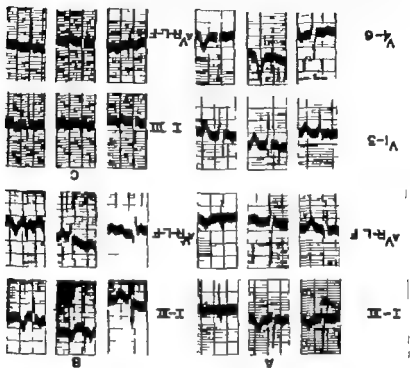 A
B
I-III
I-III
AVR-L-F
AVR-L-F
C
V1-3
I III
V4-6
AVR-L-F